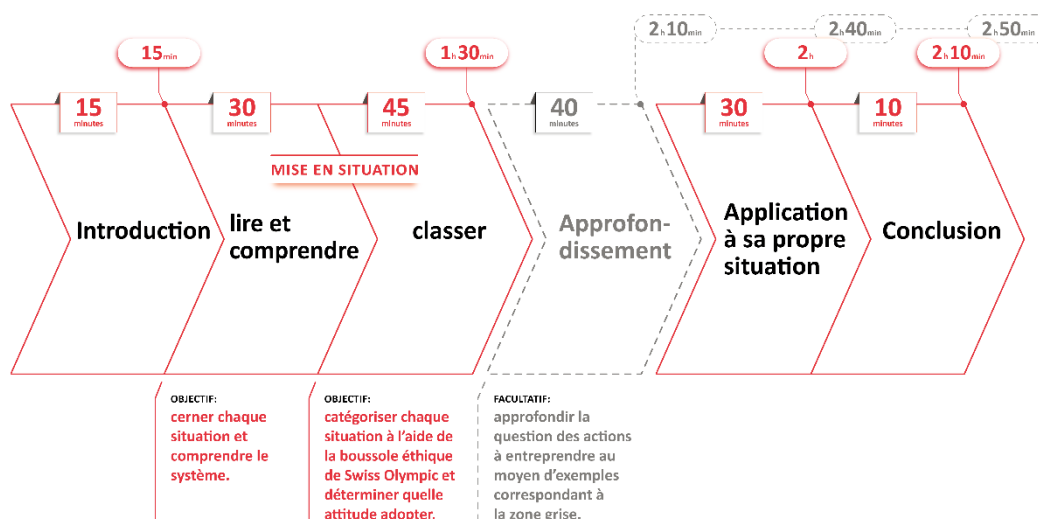 2h10min
2h40min
2h50min
15min
1h30min
2h
2h10min
15
minutes
30
minutes
45
minutes
40
minutes
30
minutes
10
minutes
MISE EN SITUATION
Introduction
lire et
comprendre
classer
Approfon-
dissement
Application
à sa propre
situation
Conclusion
OBJECTIF:
cerner chaque
situation et
comprendre le
système.
OBJECTIF:
catégoriser chaque
situation à l’aide de
la boussole éthique
de Swiss Olympic et
déterminer quelle
attitude adopter.
FACULTATIF:
approfondir la
question des actions
à entreprendre au
moyen d’exemples
correspondant à
la zone grise.